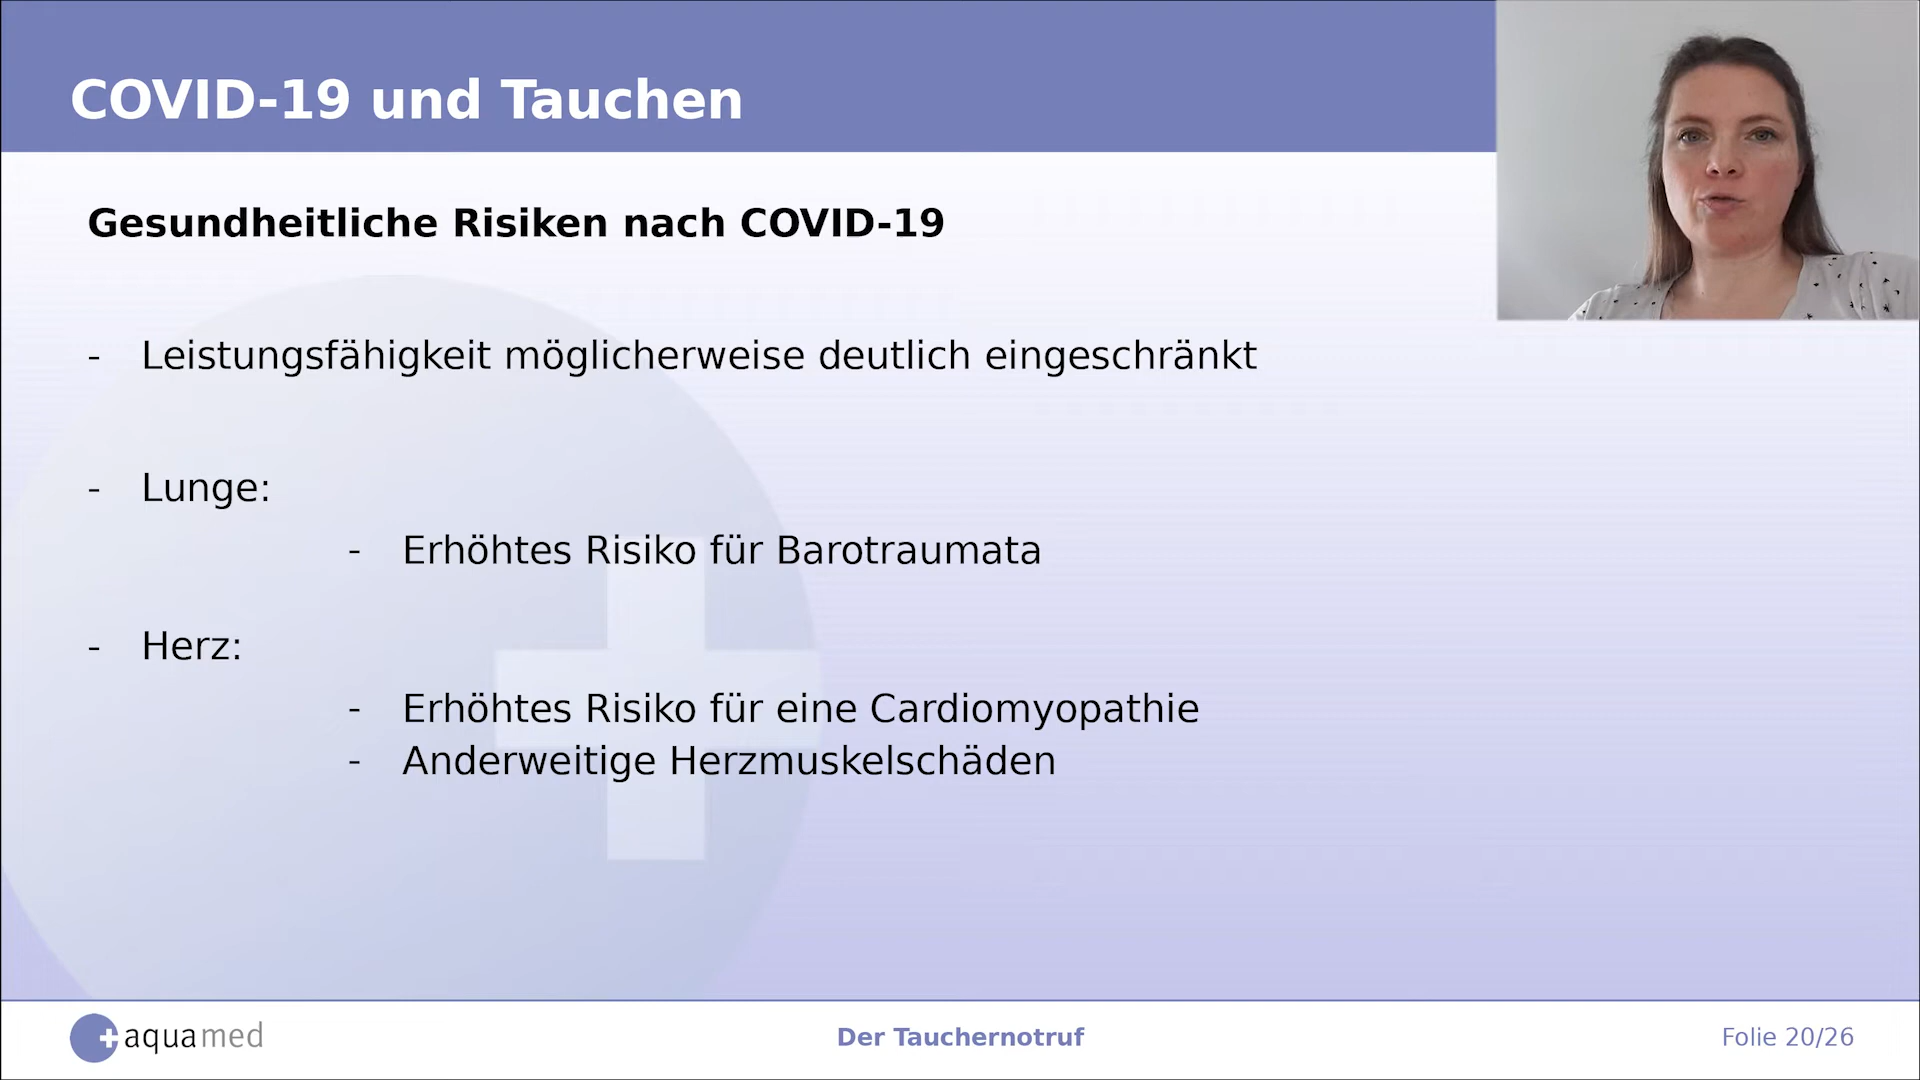 COVID-19 und Tauchen
Gesundheitliche Risiken nach COVID-19
- Leistungsfähigkeit möglicherweise deutlich eingeschränkt
- Lunge:
- Erhöhtes Risiko für Barotraumata
- Herz:
- Erhöhtes Risiko für eine Cardiomyopathie
- Anderweitige Herzmuskelschäden
aquamed
Der Tauchernotruf
Folie 20/26